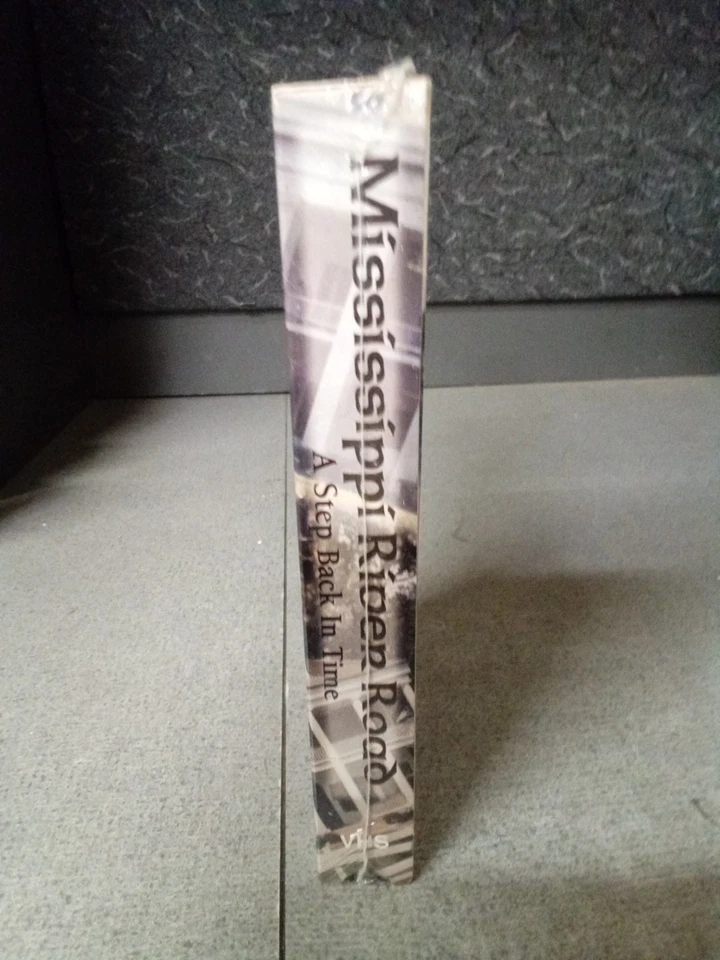 Mississippi River Road
A Step Back In Time
VHS